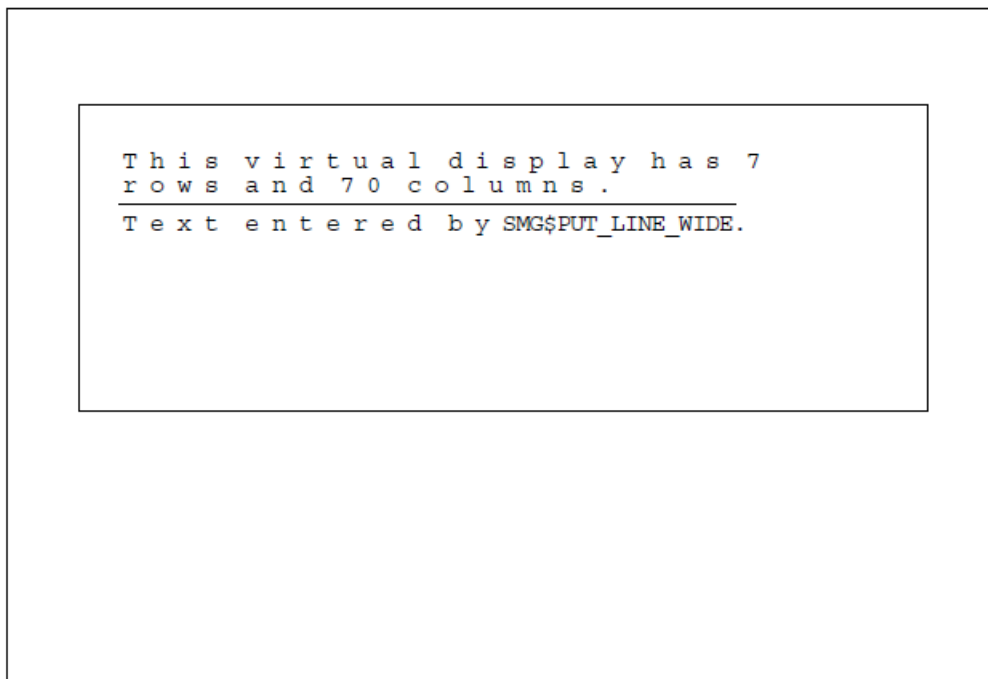 This virtual display has 7
rows and 70 columns.
Text entered by SMG$PUT_LINE_WIDE.